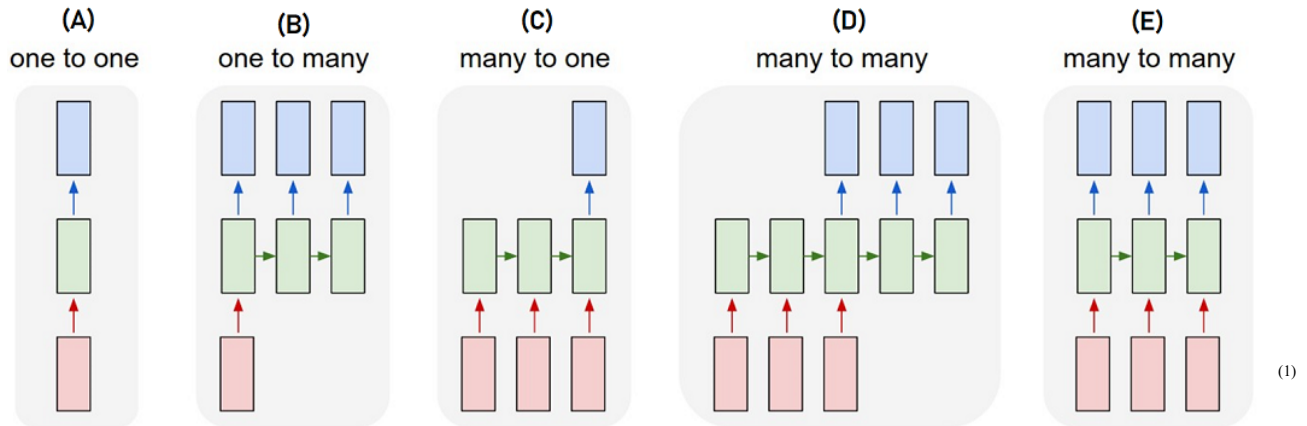 (A)
one to one
(B)
one to many
(C)
many to one
(D)
many to many
(E)
many to many
(1)